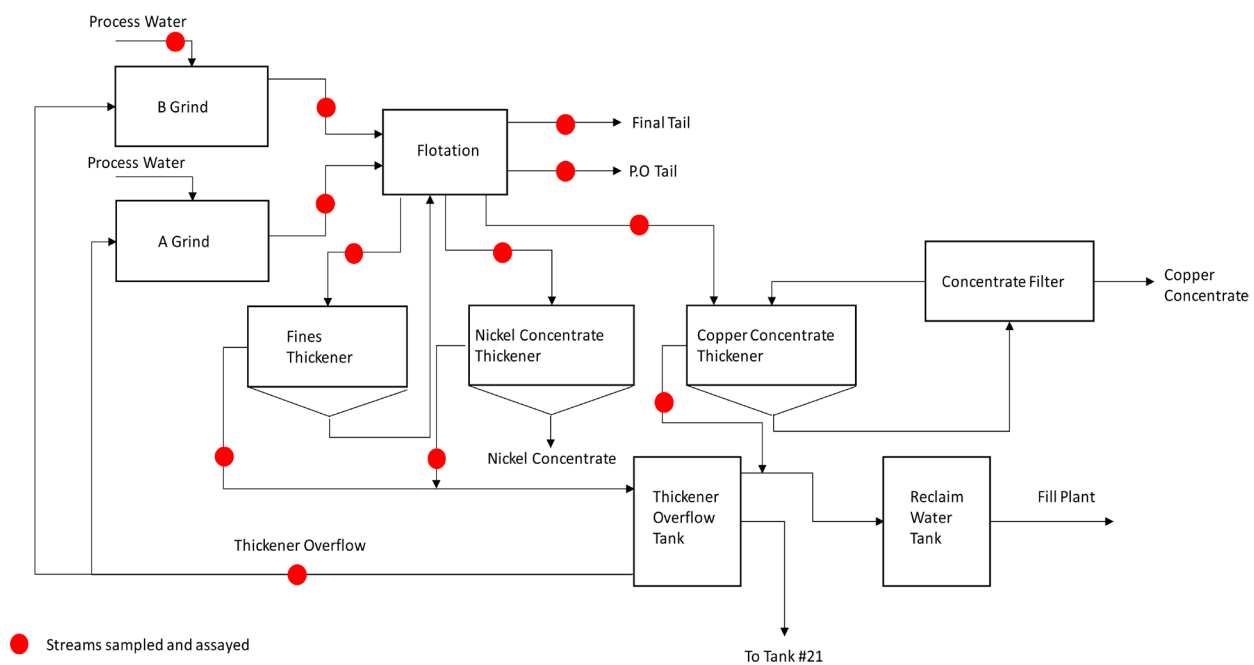 Process Water
B Grind
Process Water
A Grind
Flotation
Final Tail
P.O Tail
Fines
Thickener
Nickel Concentrate
Thickener
Copper Concentrate
Thickener
Concentrate Filter
Copper
Concentrate
Nickel Concentrate
Thickener
Overflow
Tank
Reclaim
Water
Tank
Fill Plant
Thickener Overflow
To Tank #21
Streams sampled and assayed